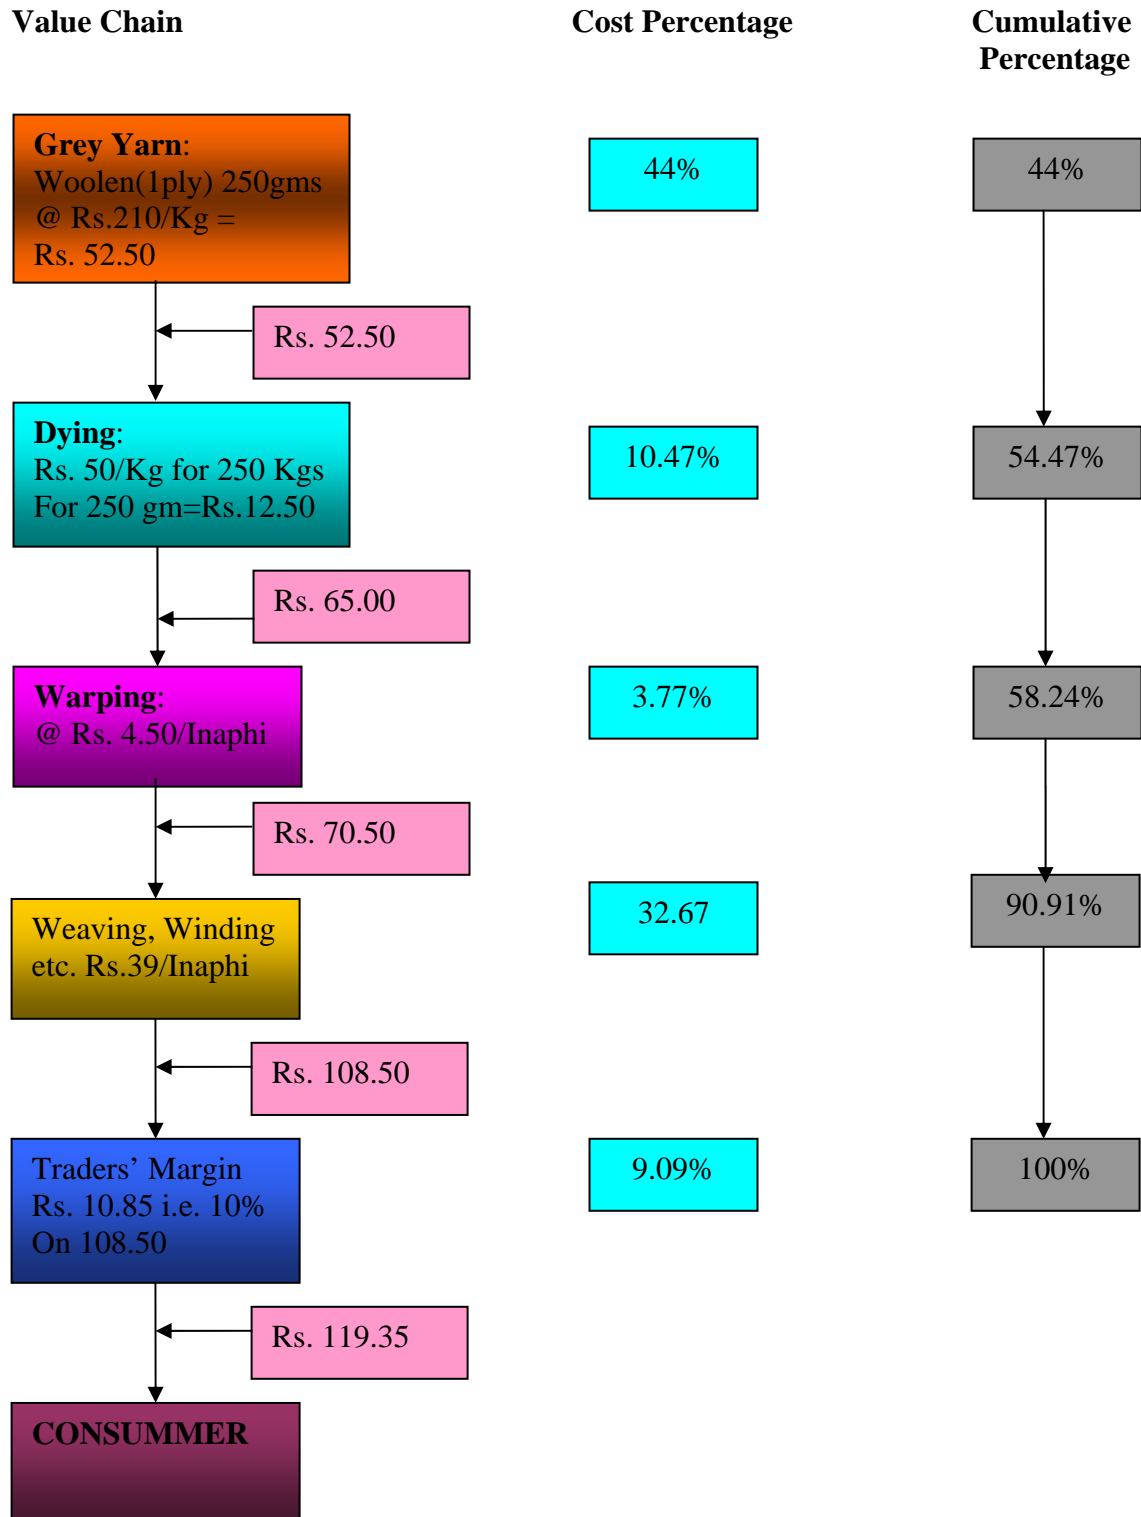 Value Chain
Cost Percentage
Cumulative
Percentage
Grey Yarn:
Woolen(1ply) 250gms
@ Rs.210/Kg =
Rs. 52.50
44%
44%
Rs. 52.50
Dying:
Rs. 50/Kg for 250 Kgs
For 250 gm=Rs.12.50
10.47%
54.47%
Rs. 65.00
Warping:
@ Rs. 4.50/Inaphi
3.77%
58.24%
Rs. 70.50
Weaving, Winding
etc. Rs.39/Inaphi
32.67
90.91%
Rs. 108.50
Traders’ Margin
Rs. 10.85 i.e. 10%
On 108.50
9.09%
100%
Rs. 119.35
CONSUMMER